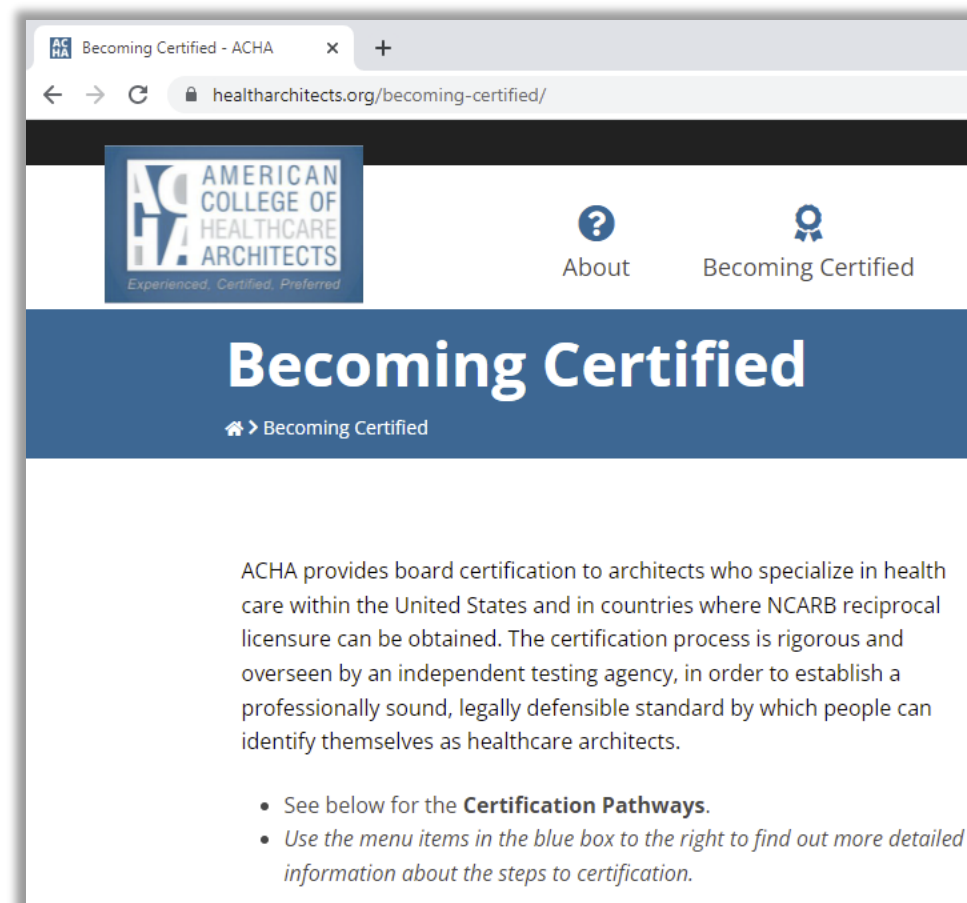 AC
HA
Becoming Certified - ACHA
healtharchitects.org/becoming-certified/
AC
HA
AMERICAN
COLLEGE OF
HEALTHCARE
ARCHITECTS
Experienced, Certified, Preferred
About
Becoming Certified
Becoming Certified
Becoming Certified
ACHA provides board certification to architects who specialize in health
care within the United States and in countries where NCARB reciprocal
licensure can be obtained. The certification process is rigorous and
overseen by an independent testing agency, in order to establish a
professionally sound, legally defensible standard by which people can
identify themselves as healthcare architects.
• See below for the Certification Pathways.
• Use the menu items in the blue box to the right to find out more detailed
information about the steps to certification.